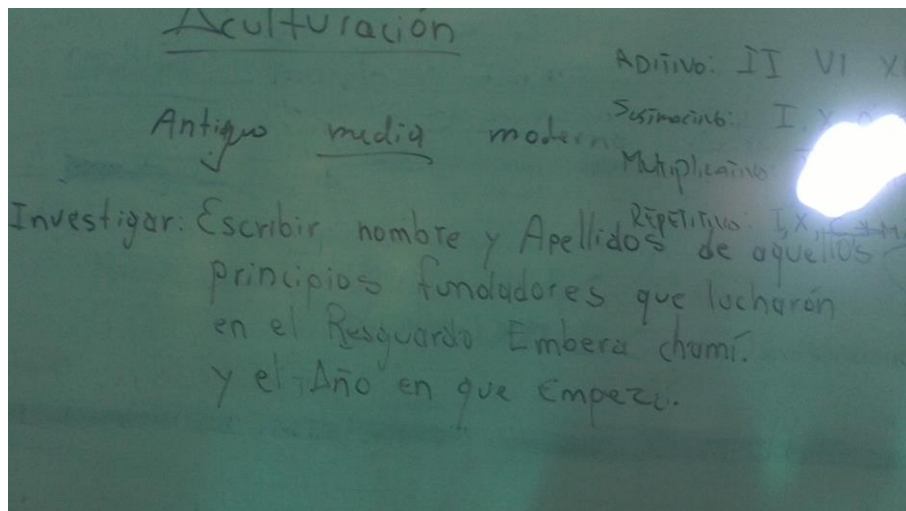 Aculturación
Aditivo: II VI
Antiguo media moderno
Sustractivo: I, X
Multiplicativo:
Repetitivo: I, X, C y M
Investigar: Escribir nombre y Apellidos de aquellos
principios fundadores que lucharón
en el Resguardo Embera chamí.
y el Año en que Empezó.